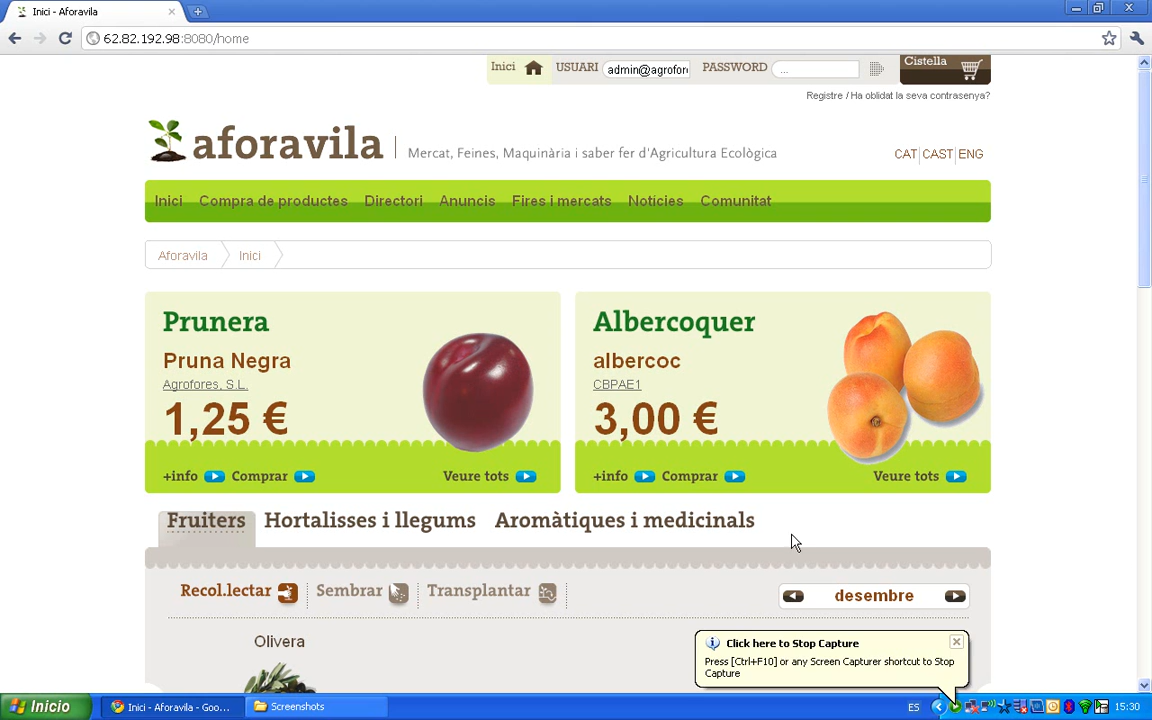 Inici - Aforavila
62.82.192.98:8080/home
Inici USUARI admin@agrofore PASSWORD ... Cistella
Registre / Ha oblidat la seva contrasenya?
aforavila Mercat, Feines, Maquinària i saber fer d'Agricultura Ecològica CAT CAST ENG
Inici Compra de productes Directori Anuncis Fires i mercats Notícies Comunitat
Aforavila Inici
Prunera
Pruna Negra
Agrofores, S.L.
1,25 €
+info Comprar Veure tots
Albercoquer
albercoc
CBPAE1
3,00 €
+info Comprar Veure tots
Fruiters Hortalisses i llegums Aromàtiques i medicinals
Recol.lectar Sembrar Transplantar desembre
Olivera
Click here to Stop Capture
Press [Ctrl+F10] or any Screen Capturer shortcut to Stop
Capture
Inicio Inici - Aforavila - Goo... Screenshots ES 15:30